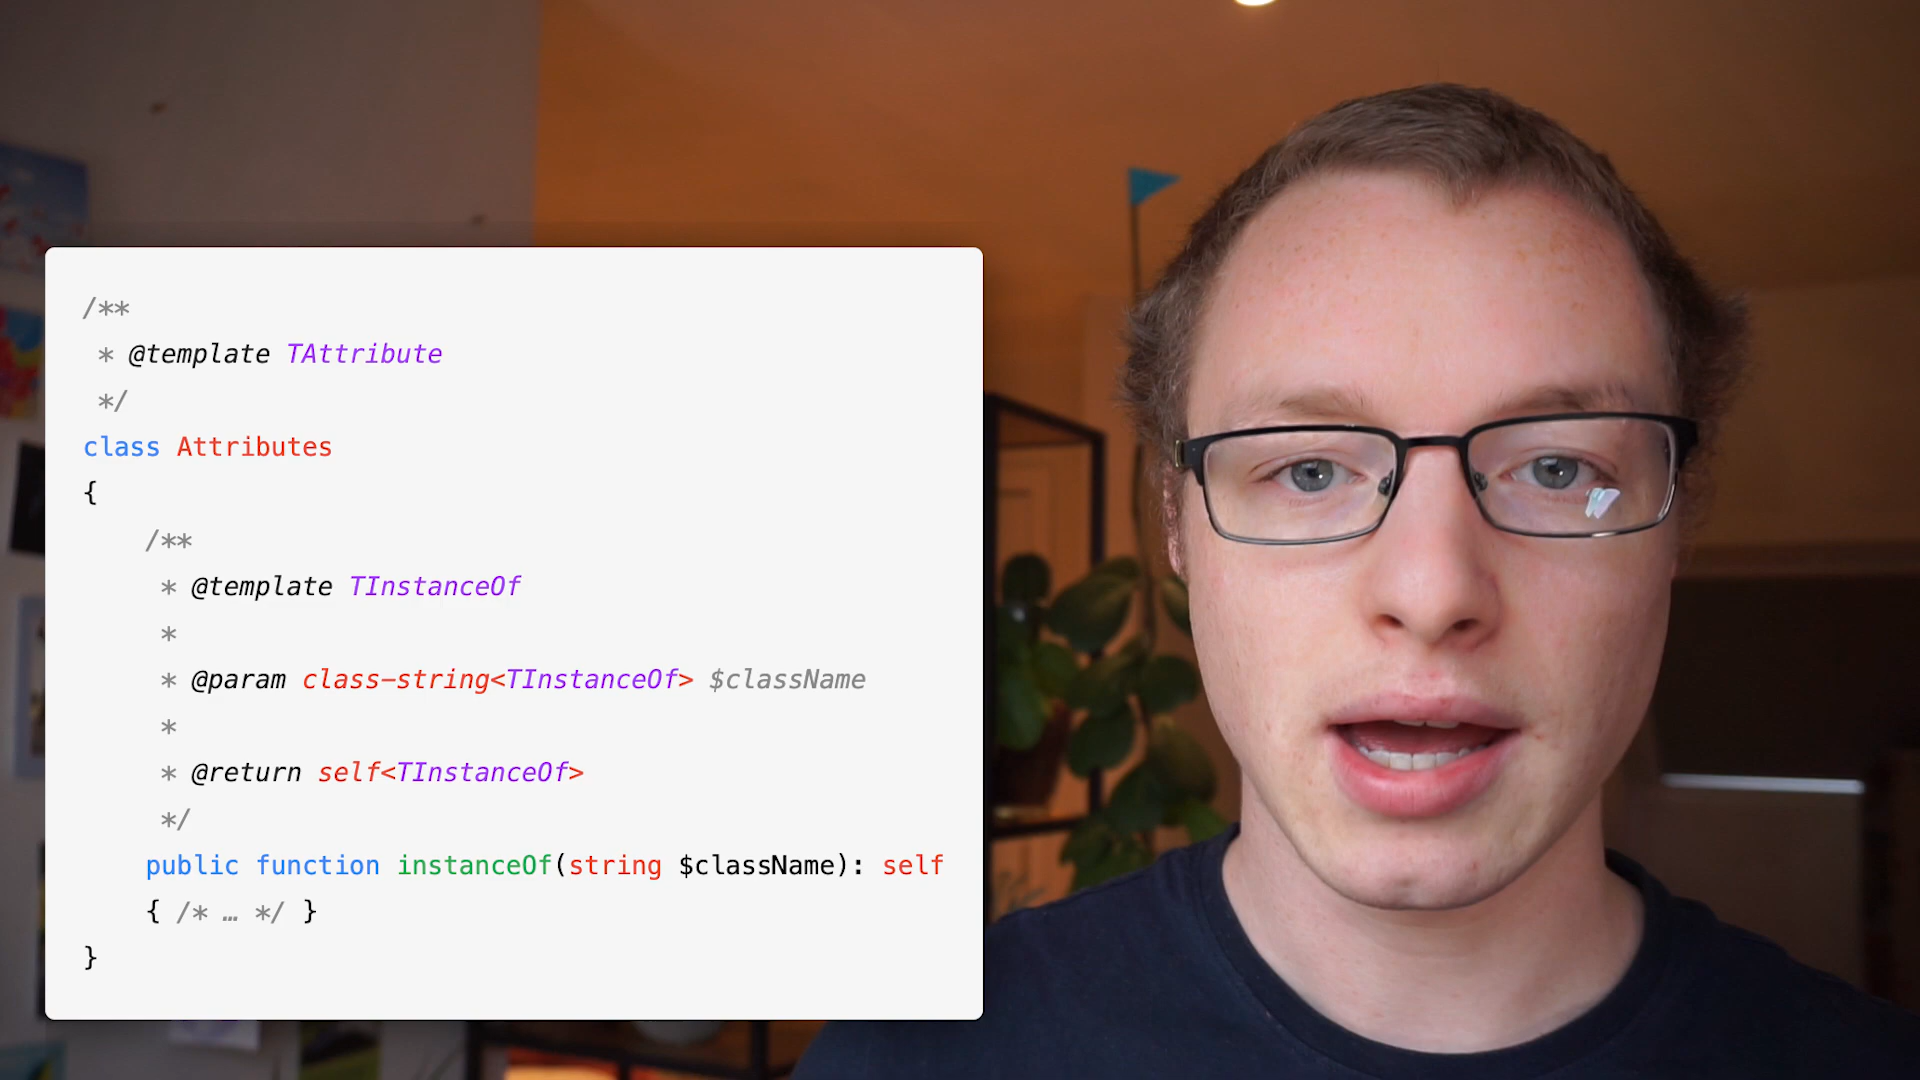 /**
 * @template TAttribute
 */
class Attributes
{
    /**
     * @template TInstanceOf
     *
     * @param class-string<TInstanceOf> $className
     *
     * @return self<TInstanceOf>
     */
    public function instanceOf(string $className): self
    { /* … */ }
}